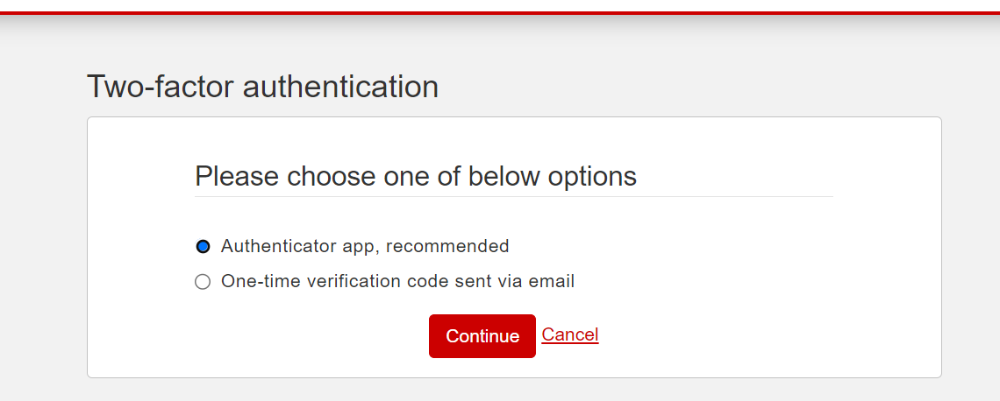 Two-factor authentication
Please choose one of below options
Authenticator app, recommended
One-time verification code sent via email
Continue Cancel